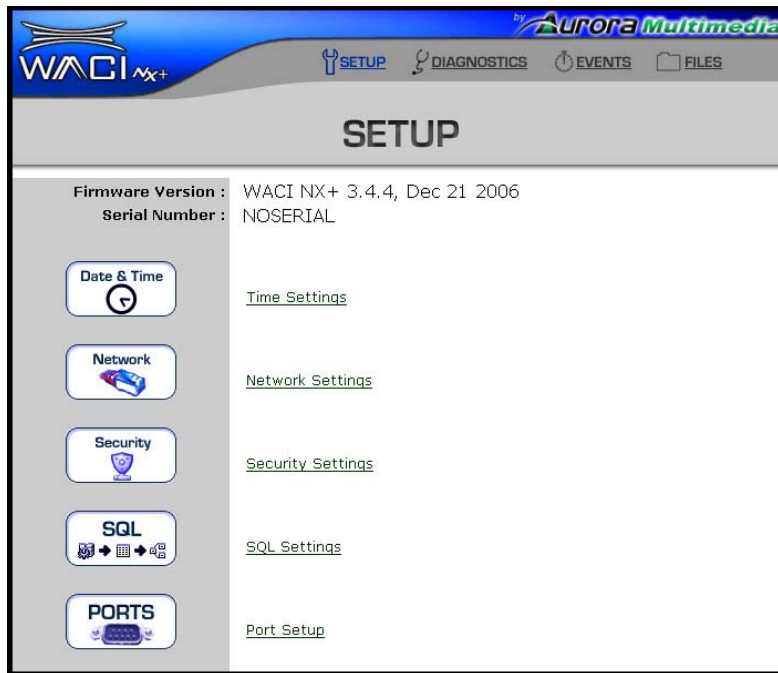 by Aurora Multimedia
WACI NX+
SETUP DIAGNOSTICS EVENTS FILES
SETUP
Firmware Version : WACI NX+ 3.4.4, Dec 21 2006
Serial Number : NOSERIAL
Date & Time
Time Settings
Network
Network Settings
Security
Security Settings
SQL
SQL Settings
PORTS
Port Setup